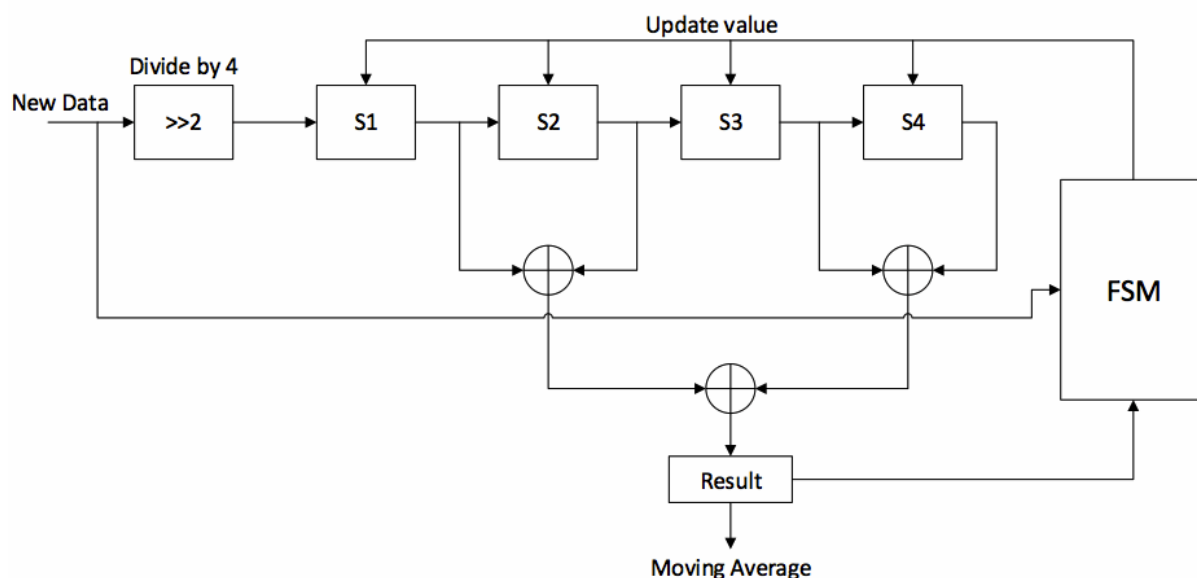 Update value
Divide by 4
New Data
>>2
S1
S2
S3
S4
FSM
Result
Moving Average